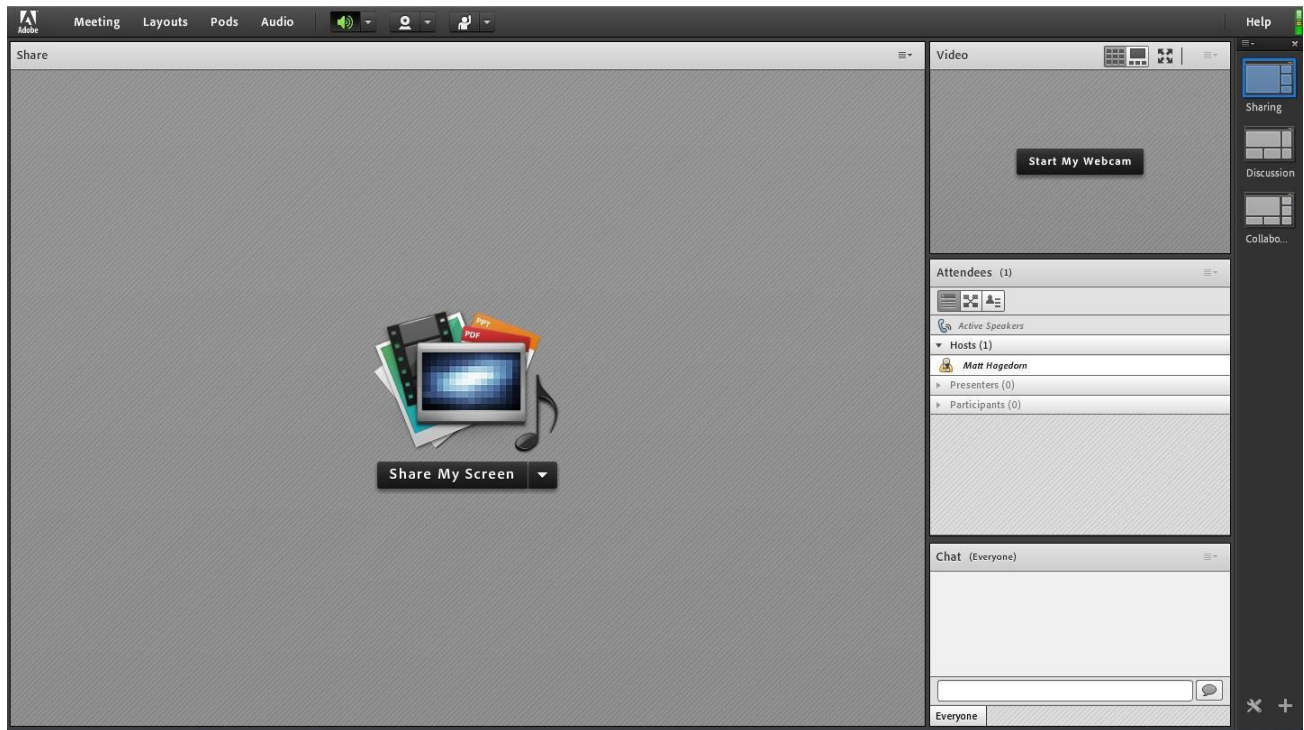 Adobe
Meeting Layouts Pods Audio Help
Share
PPT
PDF
Share My Screen
Video
Start My Webcam
Attendees (1)
Active Speakers
Hosts (1)
Matt Hagedorn
Presenters (0)
Participants (0)
Chat (Everyone)
Everyone
Sharing
Discussion
Collabo...